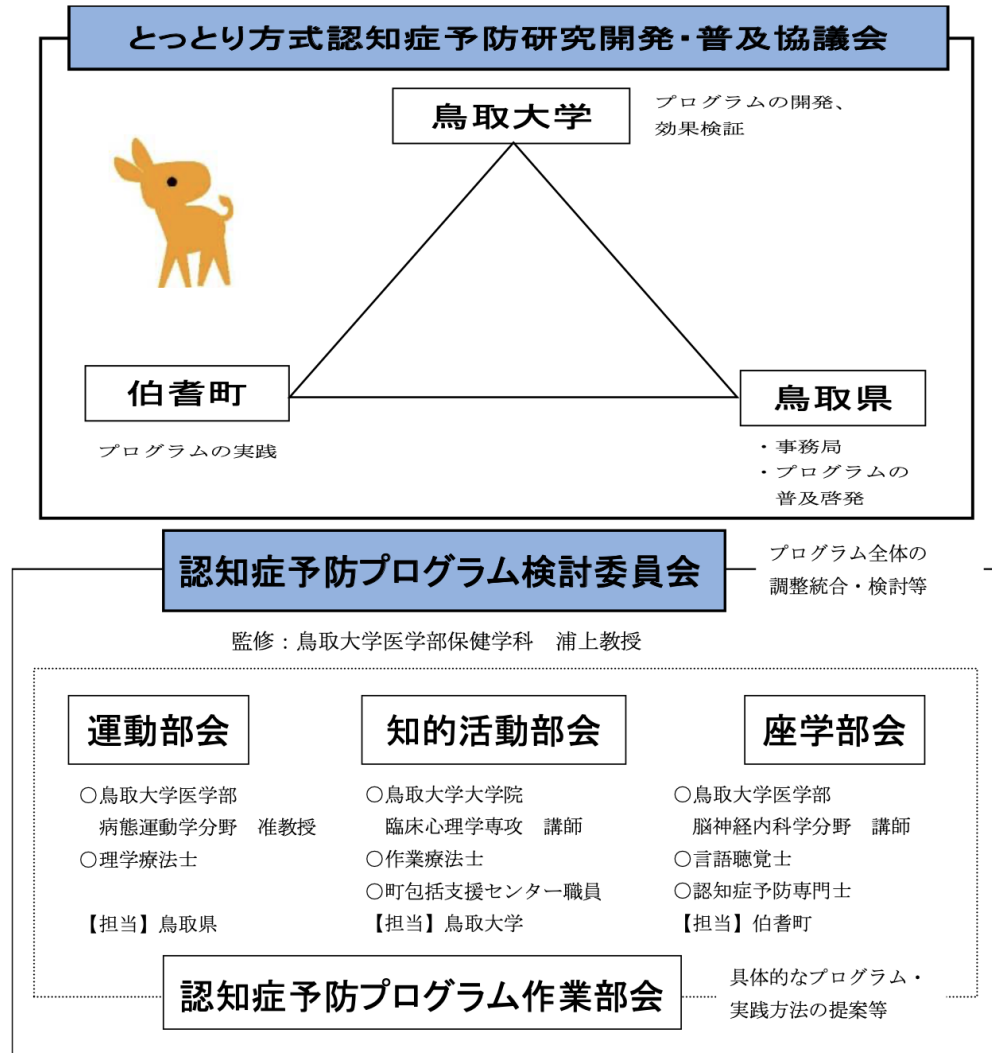 とっとり方式認知症予防研究開発・普及協議会
鳥取大学
プログラムの開発、
効果検証
伯耆町
プログラムの実践
鳥取県
・事務局
・プログラムの
普及啓発
認知症予防プログラム検討委員会
プログラム全体の
調整統合・検討等
監修：鳥取大学医学部保健学科　浦上教授
運動部会
○鳥取大学医学部
病態運動学分野　准教授
○理学療法士
【担当】鳥取県
知的活動部会
○鳥取大学大学院
臨床心理学専攻　講師
○作業療法士
○町包括支援センター職員
【担当】鳥取大学
座学部会
○鳥取大学医学部
脳神経内科学分野　講師
○言語聴覚士
○認知症予防専門士
【担当】伯耆町
認知症予防プログラム作業部会
具体的なプログラム・
実践方法の提案等